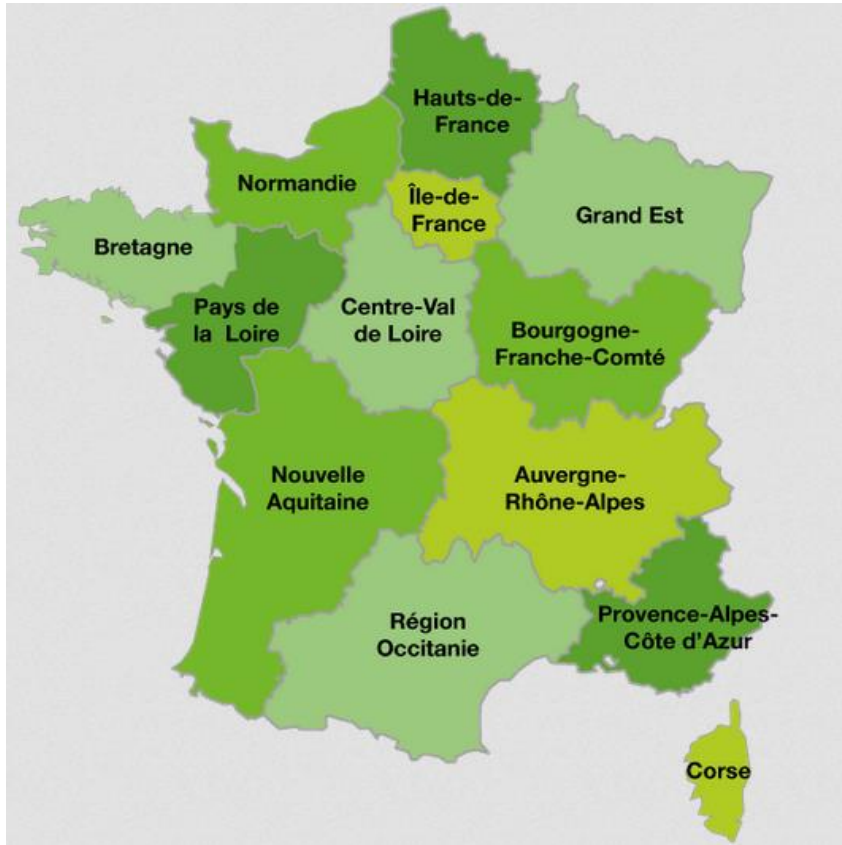 Hauts-de-
France
Normandie
Île-de-
France
Grand Est
Bretagne
Pays de
la Loire
Centre-Val
de Loire
Bourgogne-
Franche-Comté
Nouvelle
Aquitaine
Auvergne-
Rhône-Alpes
Région
Occitanie
Provence-Alpes-
Côte d'Azur
Corse